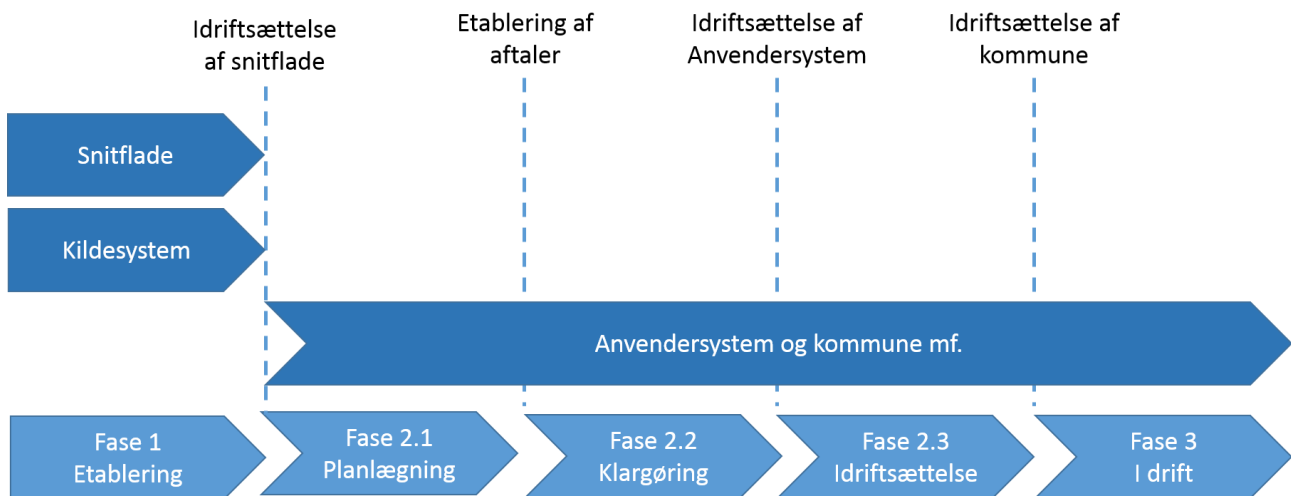 Idriftsættelse
af snitflade
Etablering af
aftaler
Idriftsættelse af
Anvendersystem
Idriftsættelse af
kommune
Snitflade
Kildesystem
Anvendersystem og kommune mf.
Fase 1
Etablering
Fase 2.1
Planlægning
Fase 2.2
Klargøring
Fase 2.3
Idriftsættelse
Fase 3
I drift